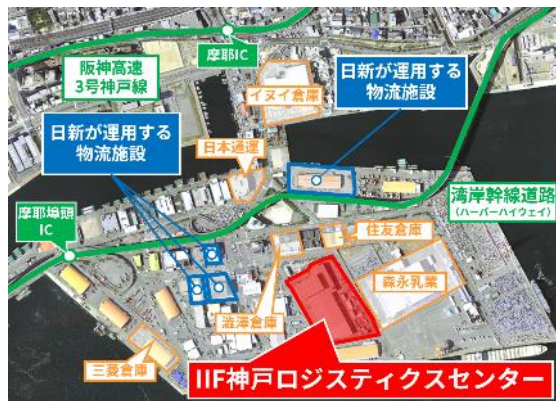 摩耶IC
阪神高速
3号神戸線
イヌイ倉庫
日新が運用する
物流施設
日新が運用する
物流施設
日本通運
湾岸幹線道路
(ハーバーハイウェイ)
摩耶埠頭
IC
住友倉庫
森永乳業
澁澤倉庫
三菱倉庫
IIF神戸ロジスティクスセンター